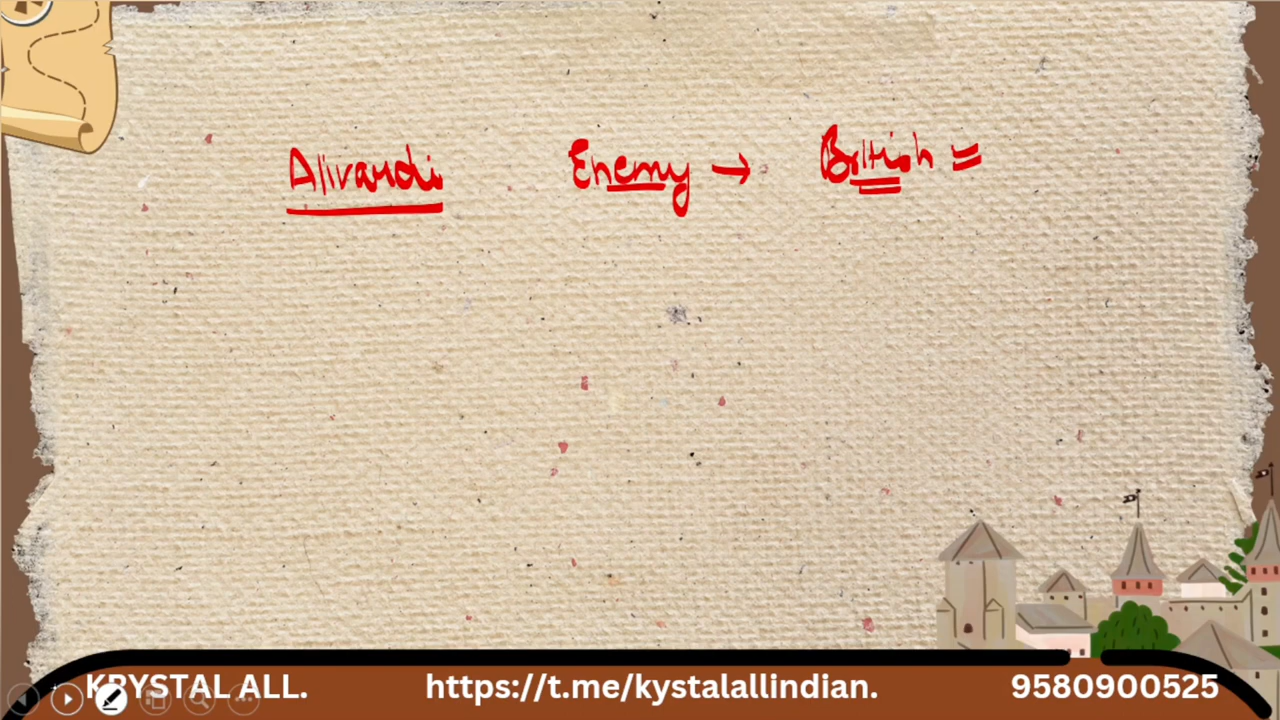 Alivardi Enemy → British =
KRYSTAL ALL. https://t.me/kystalallindian. 9580900525